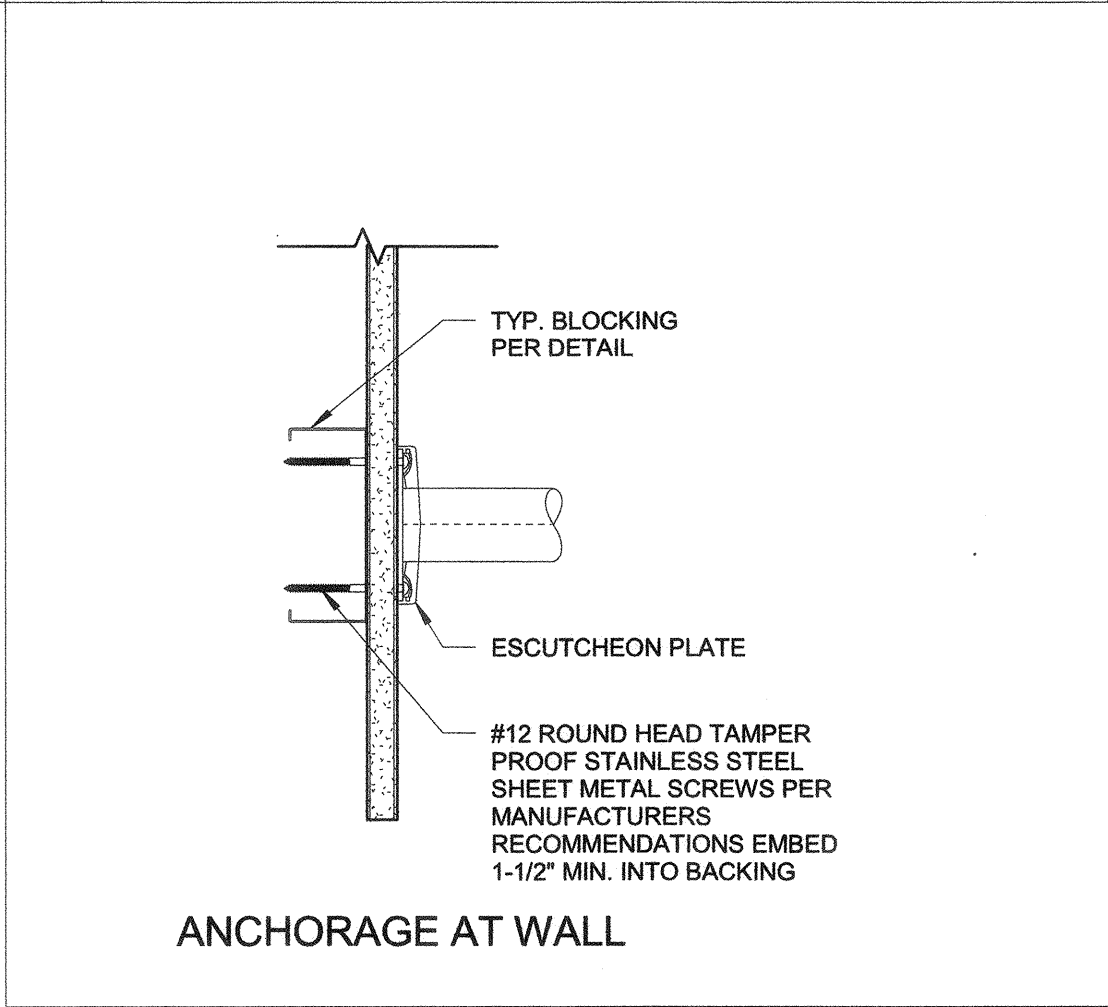 TYP. BLOCKING
PER DETAIL
ESCUTCHEON PLATE
#12 ROUND HEAD TAMPER
PROOF STAINLESS STEEL
SHEET METAL SCREWS PER
MANUFACTURERS
RECOMMENDATIONS EMBED
1-1/2" MIN. INTO BACKING
ANCHORAGE AT WALL